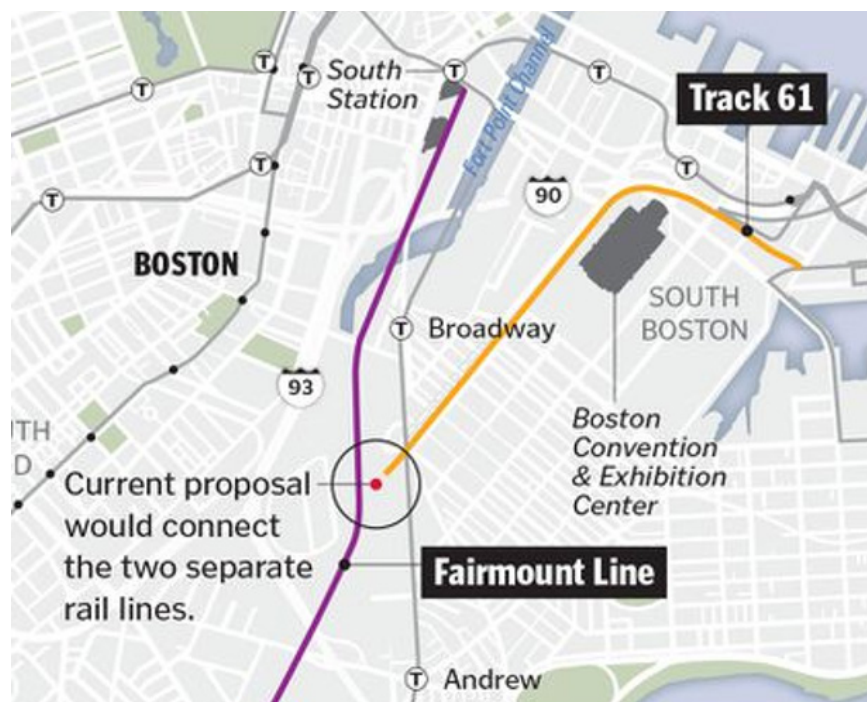 T
T
T
South
Station
T
T
Fort Point Channel
Track 61
T
T
T
90
BOSTON
SOUTH
BOSTON
T Broadway
93
Boston
Convention
& Exhibition
Center
UTH
D
Current proposal
would connect
the two separate
rail lines.
Fairmount Line
T Andrew